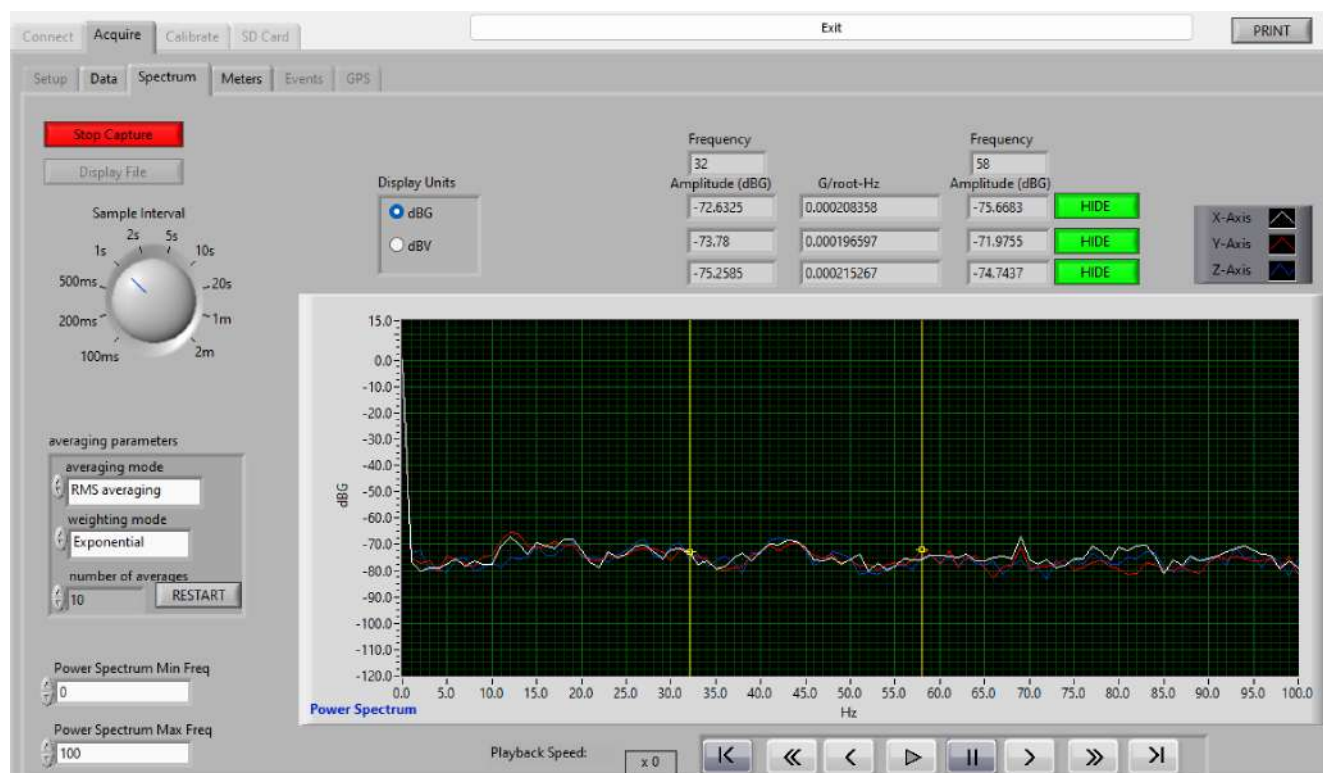 Connect Acquire Calibrate SD Card Exit PRINT
Setup Data Spectrum Meters Events GPS
Stop Capture
Display File
Sample Interval
100ms 200ms 500ms 1s 2s 5s 10s 20s 1m 2m
Display Units
dBG
dBV
Frequency Frequency
32 58
Amplitude (dBG) G/root-Hz Amplitude (dBG)
-72.6325 0.000208358 -75.6683 HIDE
-73.78 0.000196597 -71.9755 HIDE
-75.2585 0.000215267 -74.7437 HIDE
X-Axis
Y-Axis
Z-Axis
averaging parameters
averaging mode
RMS averaging
weighting mode
Exponential
number of averages
10 RESTART
Power Spectrum Min Freq
0
Power Spectrum Max Freq
100
15.0
0.0
-10.0
-20.0
-30.0
-40.0
-50.0
-60.0
-70.0
-80.0
-90.0
-100.0
-110.0
-120.0
dBG
0.0 5.0 10.0 15.0 20.0 25.0 30.0 35.0 40.0 45.0 50.0 55.0 60.0 65.0 70.0 75.0 80.0 85.0 90.0 95.0 100.0
Power Spectrum Hz
Playback Speed: x 0